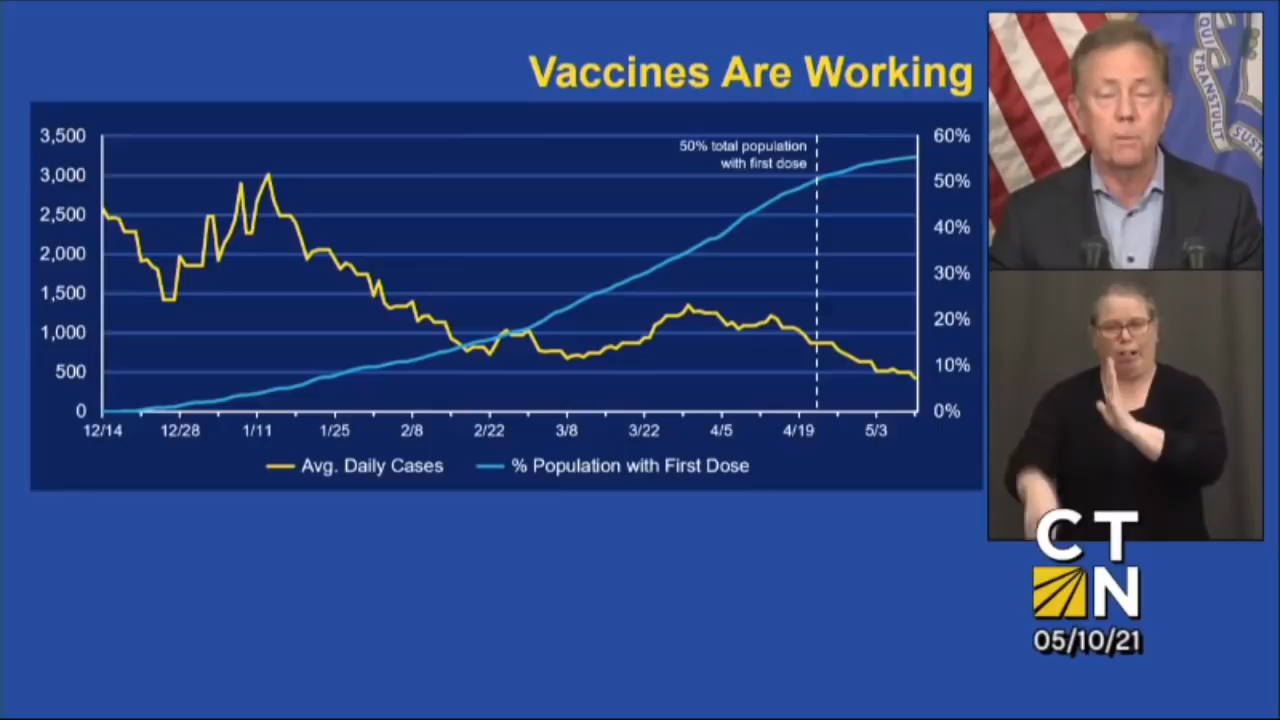 Vaccines Are Working
3,500
3,000
2,500
2,000
1,500
1,000
500
0
60%
50%
40%
30%
20%
10%
0%
50% total population
with first dose
12/14 12/28 1/11 1/25 2/8 2/22 3/8 3/22 4/5 4/19 5/3
Avg. Daily Cases % Population with First Dose
QUI
TRANSTULIT
SUST
CT
N
05/10/21